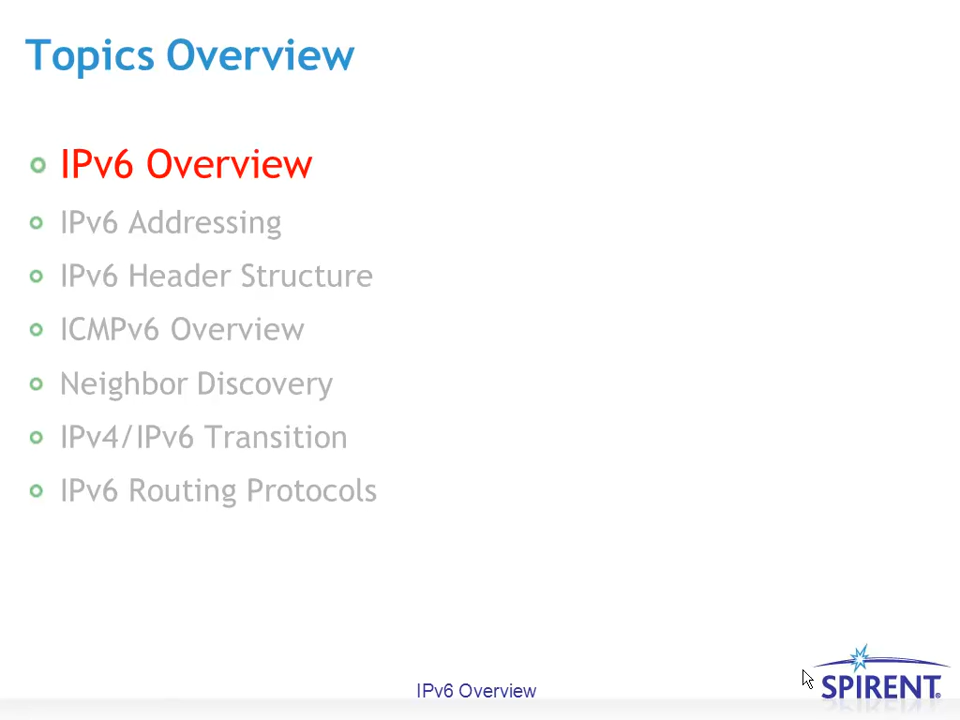 Topics Overview
IPv6 Overview
IPv6 Addressing
IPv6 Header Structure
ICMPv6 Overview
Neighbor Discovery
IPv4/IPv6 Transition
IPv6 Routing Protocols
IPv6 Overview
SPIRENT®